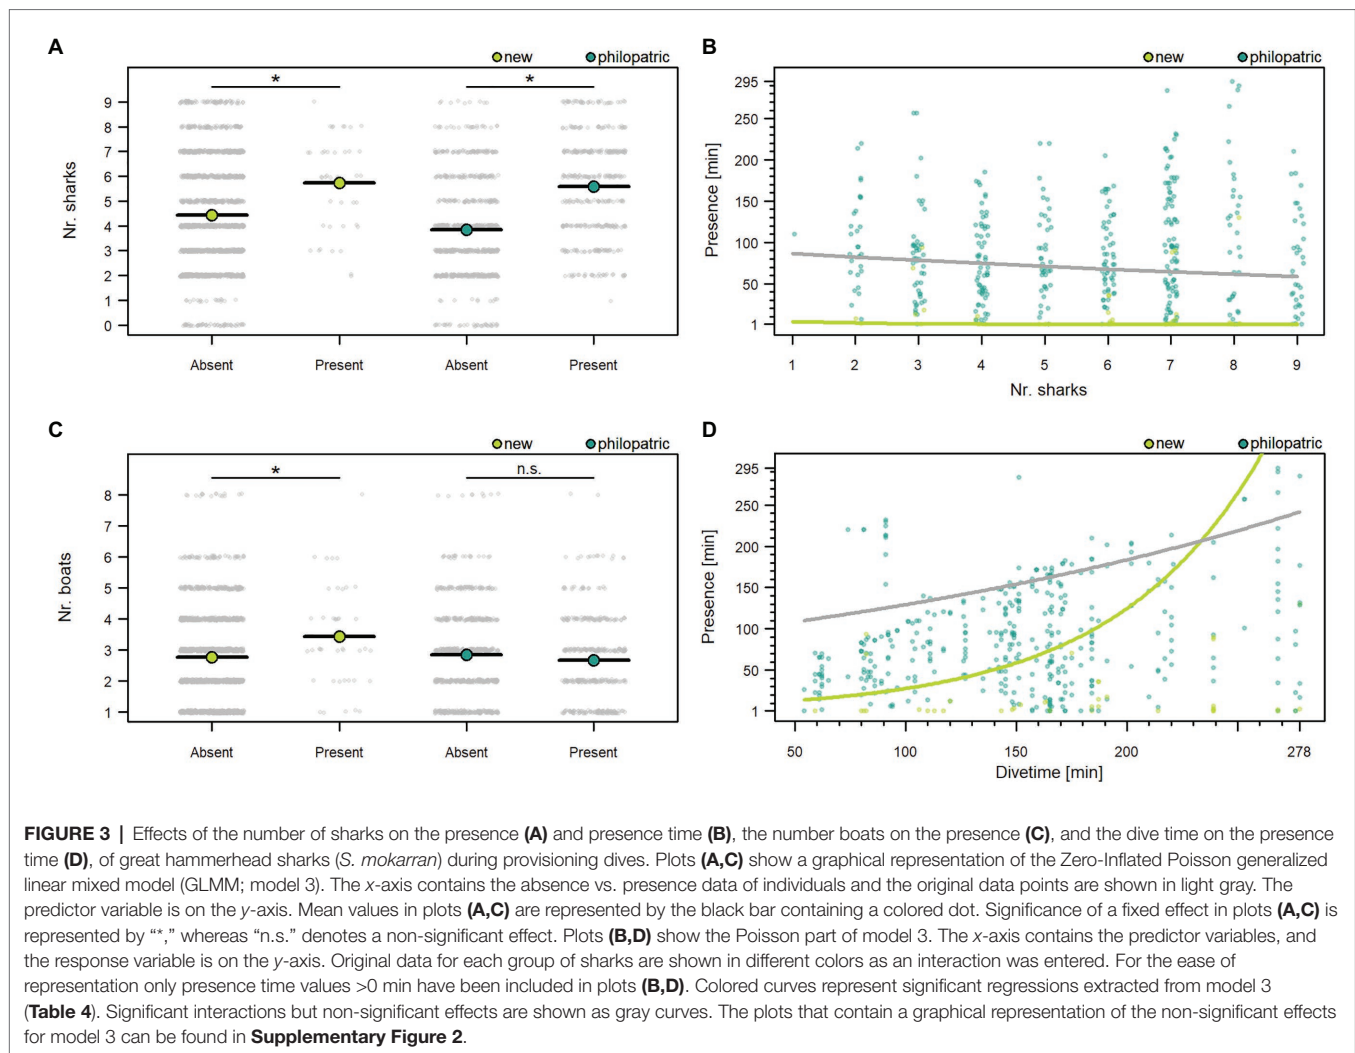 A
new philopatric
* *
Nr. sharks
9
8
7
6
5
4
3
2
1
0
Absent Present Absent Present
B
new philopatric
Presence [min]
295
250
200
150
100
50
1
1 2 3 4 5 6 7 8 9
Nr. sharks
C
new philopatric
* n.s.
Nr. boats
8
7
6
5
4
3
2
1
Absent Present Absent Present
D
new philopatric
Presence [min]
295
250
200
150
100
50
1
50 100 150 200 278
Divetime [min]
FIGURE 3 | Effects of the number of sharks on the presence (A) and presence time (B), the number boats on the presence (C), and the dive time on the presence
time (D), of great hammerhead sharks (S. mokarran) during provisioning dives. Plots (A,C) show a graphical representation of the Zero-Inflated Poisson generalized
linear mixed model (GLMM; model 3). The x-axis contains the absence vs. presence data of individuals and the original data points are shown in light gray. The
predictor variable is on the y-axis. Mean values in plots (A,C) are represented by the black bar containing a colored dot. Significance of a fixed effect in plots (A,C) is
represented by “*,” whereas “n.s.” denotes a non-significant effect. Plots (B,D) show the Poisson part of model 3. The x-axis contains the predictor variables, and
the response variable is on the y-axis. Original data for each group of sharks are shown in different colors as an interaction was entered. For the ease of
representation only presence time values >0 min have been included in plots (B,D). Colored curves represent significant regressions extracted from model 3
(Table 4). Significant interactions but non-significant effects are shown as gray curves. The plots that contain a graphical representation of the non-significant effects
for model 3 can be found in Supplementary Figure 2.